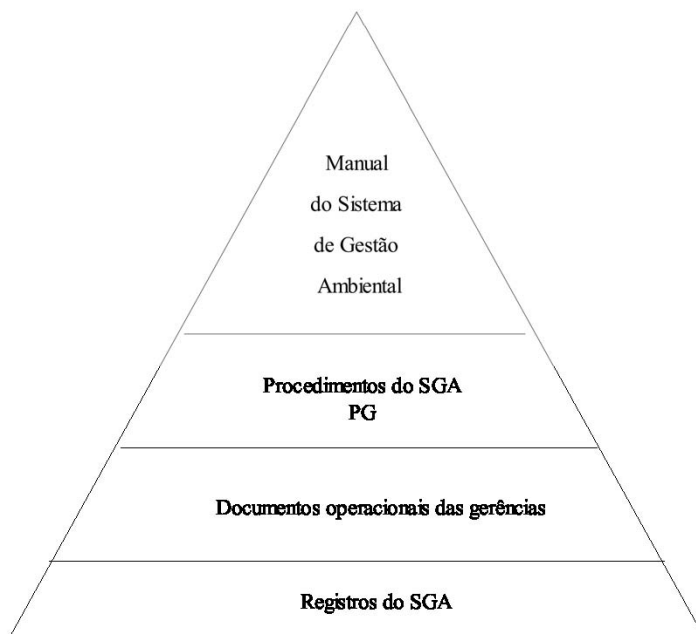 Manual
do Sistema
de Gestão
Ambiental
Procedimentos do SGA
PG
Documentos operacionais das gerências
Registros do SGA